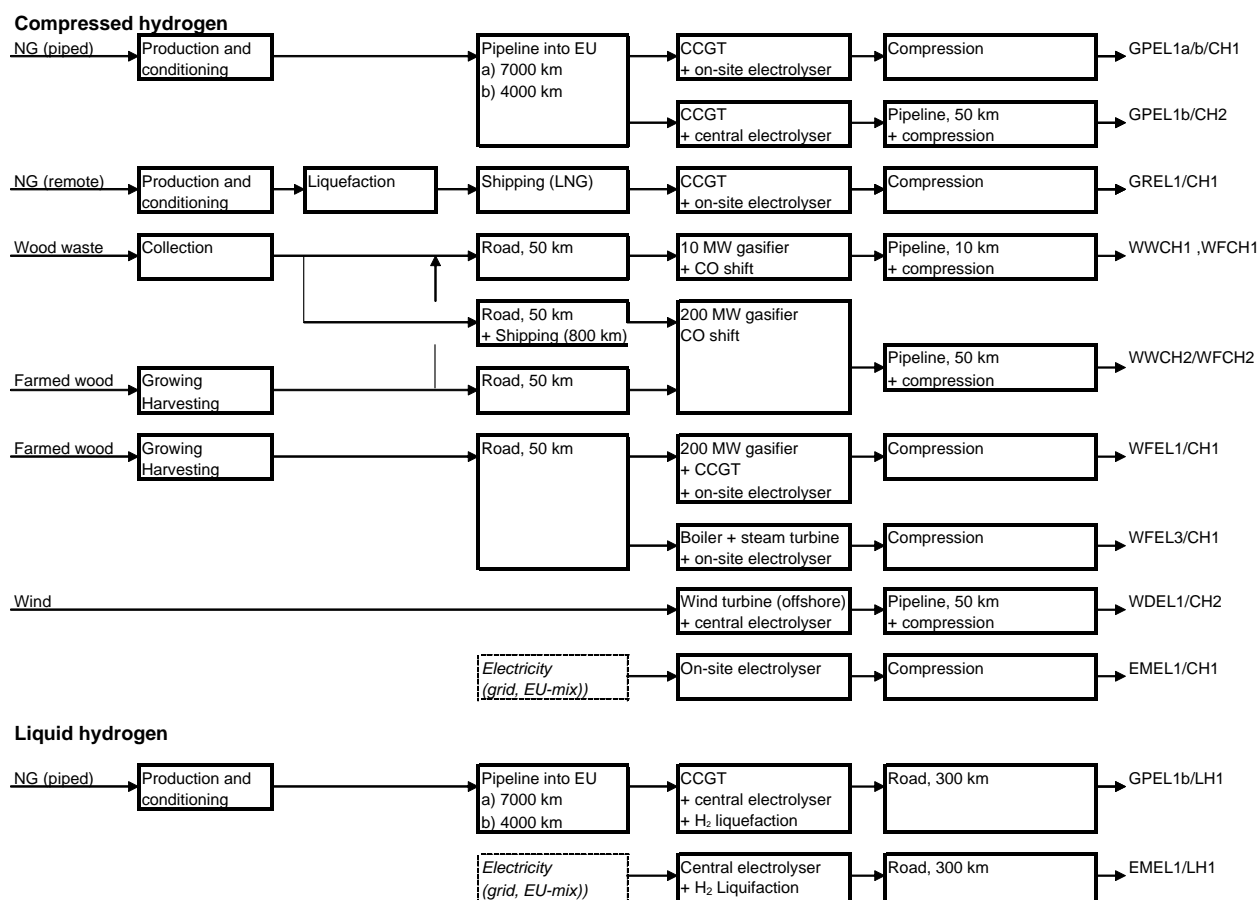 Compressed hydrogen
NG (piped)
Production and
conditioning
Pipeline into EU
a) 7000 km
b) 4000 km
CCGT
+ on-site electrolyser
Compression
GPEL1a/b/CH1
CCGT
+ central electrolyser
Pipeline, 50 km
+ compression
GPEL1b/CH2
NG (remote)
Production and
conditioning
Liquefaction
Shipping (LNG)
CCGT
+ on-site electrolyser
Compression
GREL1/CH1
Wood waste
Collection
Road, 50 km
10 MW gasifier
+ CO shift
Pipeline, 10 km
+ compression
WWCH1 ,WFCH1
Road, 50 km
+ Shipping (800 km)
200 MW gasifier
CO shift
Pipeline, 50 km
+ compression
WWCH2/WFCH2
Farmed wood
Growing
Harvesting
Road, 50 km
Farmed wood
Growing
Harvesting
Road, 50 km
200 MW gasifier
+ CCGT
+ on-site electrolyser
Compression
WFEL1/CH1
Boiler + steam turbine
+ on-site electrolyser
Compression
WFEL3/CH1
Wind
Wind turbine (offshore)
+ central electrolyser
Pipeline, 50 km
+ compression
WDEL1/CH2
Electricity
(grid, EU-mix))
On-site electrolyser
Compression
EMEL1/CH1
Liquid hydrogen
NG (piped)
Production and
conditioning
Pipeline into EU
a) 7000 km
b) 4000 km
CCGT
+ central electrolyser
+ H₂ liquefaction
Road, 300 km
GPEL1b/LH1
Electricity
(grid, EU-mix))
Central electrolyser
+ H₂ Liquifaction
Road, 300 km
EMEL1/LH1